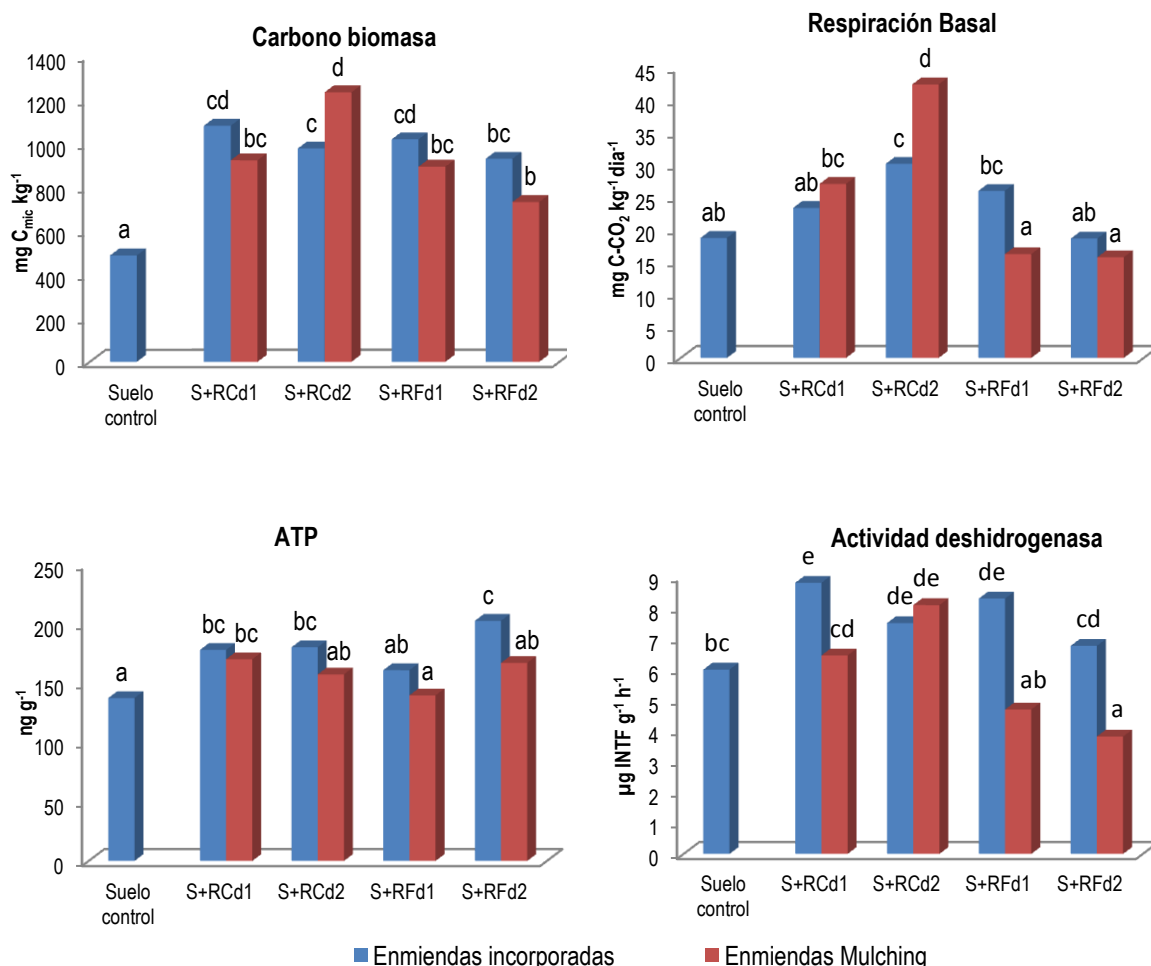 Carbono biomasa
mg Cmic kg-1
1400
1200
1000
800
600
400
200
0
a
cd
bc
c
d
cd
bc
bc
b
Suelo control
S+RCd1
S+RCd2
S+RFd1
S+RFd2
Respiración Basal
mg C-CO2 kg-1 dia-1
45
40
35
30
25
20
15
10
5
0
ab
ab
bc
c
d
bc
a
ab
a
Suelo control
S+RCd1
S+RCd2
S+RFd1
S+RFd2
ATP
ng g-1
250
200
150
100
50
0
a
bc
bc
bc
ab
ab
a
c
ab
Suelo control
S+RCd1
S+RCd2
S+RFd1
S+RFd2
Actividad deshidrogenasa
µg INTF g-1 h-1
9
8
7
6
5
4
3
2
1
0
bc
e
cd
de
de
de
ab
cd
a
Suelo control
S+RCd1
S+RCd2
S+RFd1
S+RFd2
Enmiendas incorporadas
Enmiendas Mulching